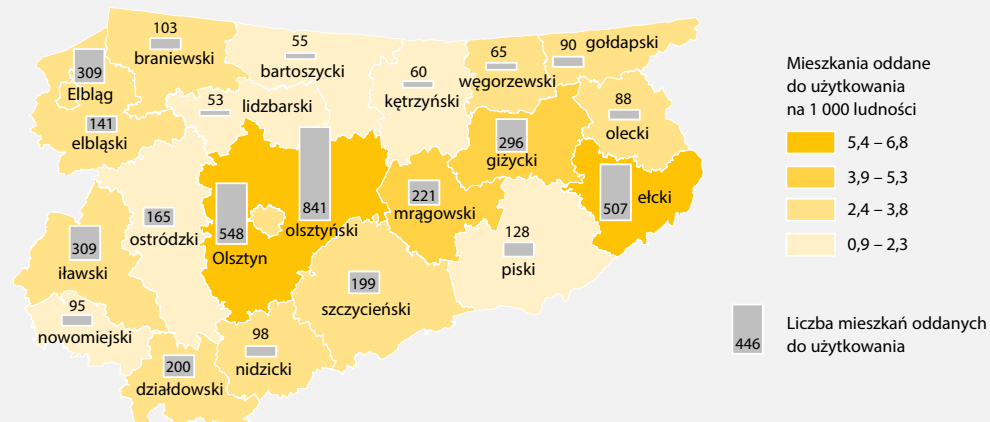 103
braniewski
55
bartoszycki
65
węgorzewski
90
gołdapski
309
Elbląg
60
kętrzyński
53
lidzbarski
88
olecki
141
elbląski
296
giżycki
841
olsztyński
221
mrągowski
507
ełcki
165
ostródzki
548
Olsztyn
128
piski
309
iławski
199
szczycieński
95
nowomiejski
98
nidzicki
200
działdowski
Mieszkania oddane
do użytkowania
na 1 000 ludności
5,4 – 6,8
3,9 – 5,3
2,4 – 3,8
0,9 – 2,3
446
Liczba mieszkań oddanych
do użytkowania